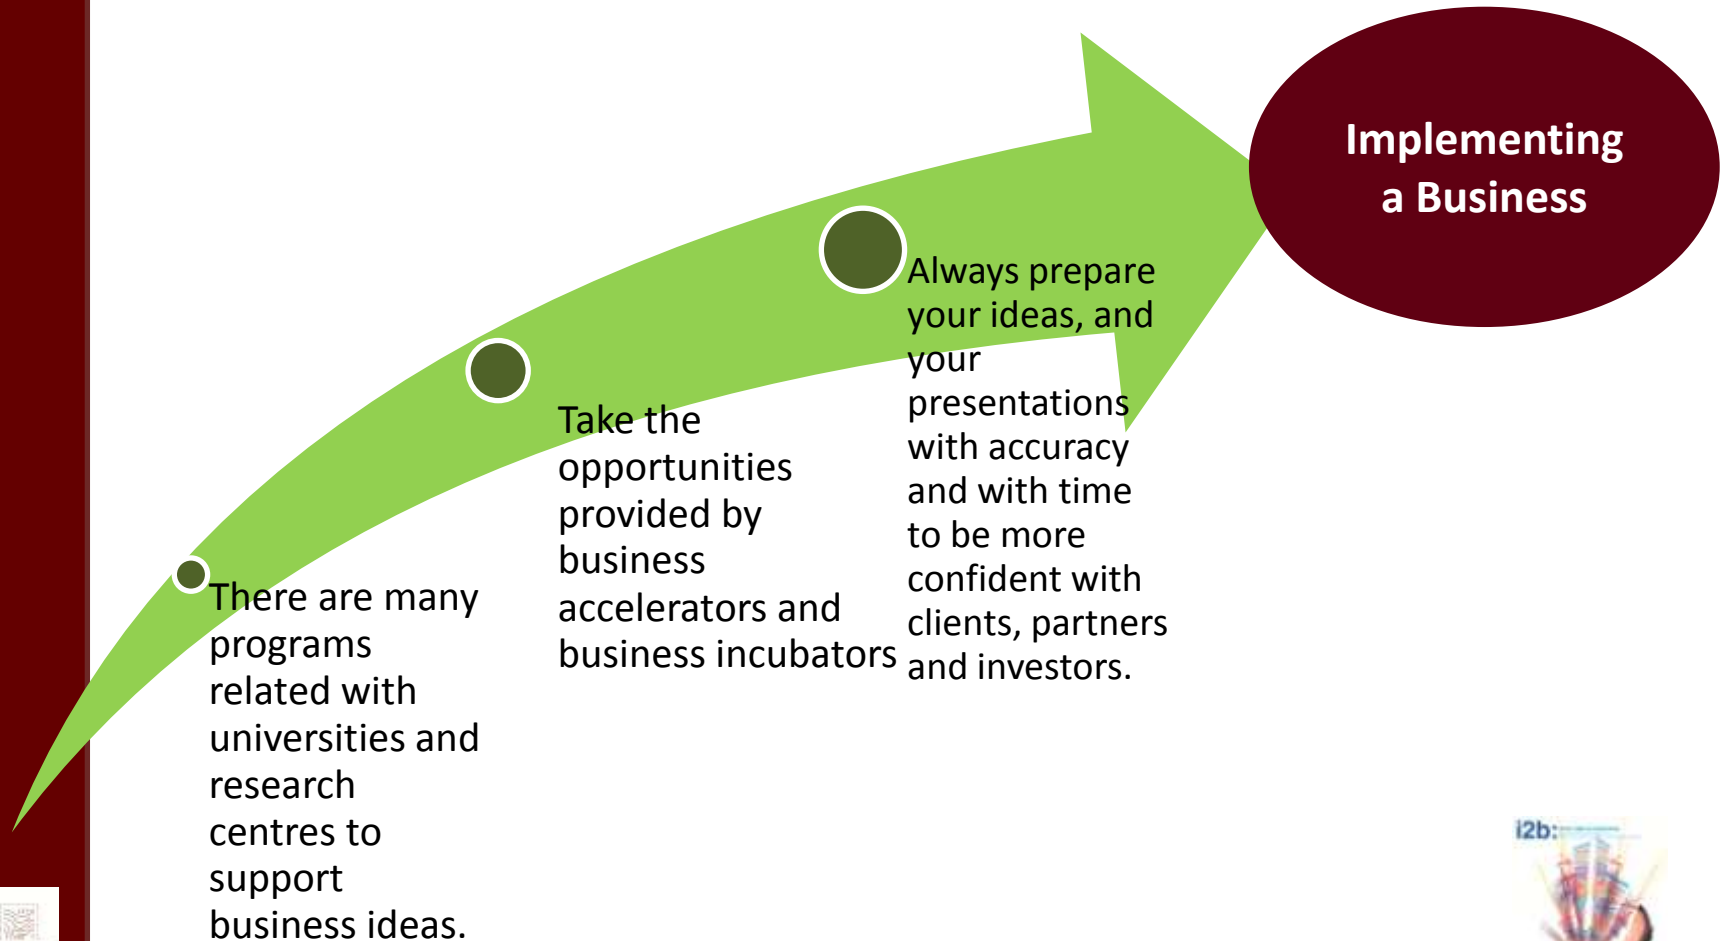 Implementing
a Business
There are many
programs
related with
universities and
research
centres to
support
business ideas.
Take the
opportunities
provided by
business
accelerators and
business incubators
Always prepare
your ideas, and
your
presentations
with accuracy
and with time
to be more
confident with
clients, partners
and investors.
i2b: